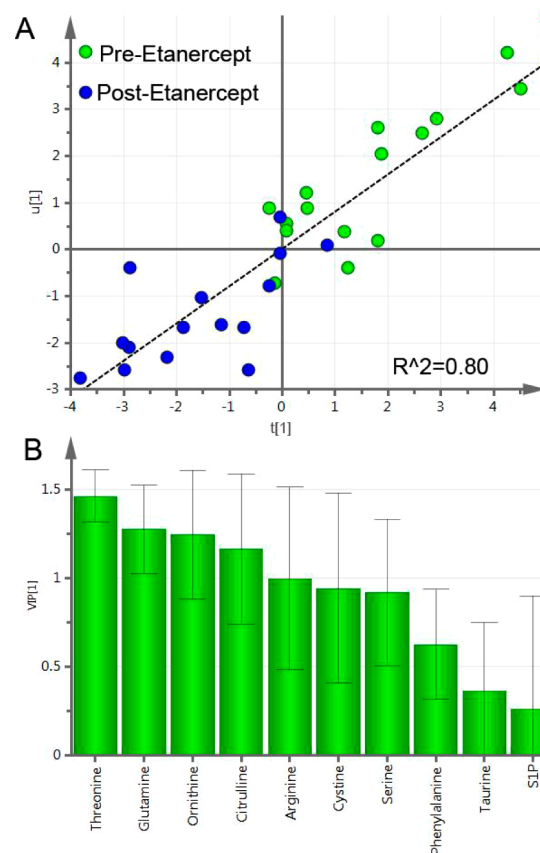 A
Pre-Etanercept
Post-Etanercept
4
3
2
1
0
-1
-2
-3
u[1]
R^2=0.80
-4 -3 -2 -1 0 1 2 3 4
t[1]
B
1.5
1
0.5
0
VIP[1]
Threonine
Glutamine
Ornithine
Citrulline
Arginine
Cystine
Serine
Phenylalanine
Taurine
S1P